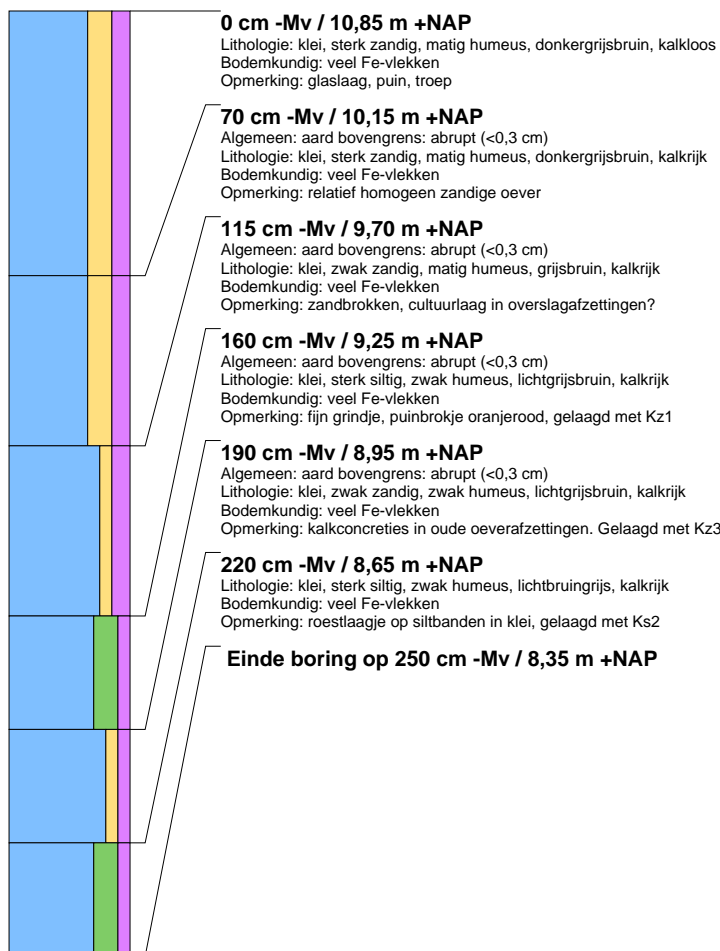 0 cm -Mv / 10,85 m +NAP
Lithologie: klei, sterk zandig, matig humeus, donkergrijsbruin, kalkloos
Bodemkundig: veel Fe-vlekken
Opmerking: glaslaag, puin, troep
70 cm -Mv / 10,15 m +NAP
Algemeen: aard bovengrens: abrupt (<0,3 cm)
Lithologie: klei, sterk zandig, matig humeus, donkergrijsbruin, kalkrijk
Bodemkundig: veel Fe-vlekken
Opmerking: relatief homogeen zandige oever
115 cm -Mv / 9,70 m +NAP
Algemeen: aard bovengrens: abrupt (<0,3 cm)
Lithologie: klei, zwak zandig, matig humeus, grijsbruin, kalkrijk
Bodemkundig: veel Fe-vlekken
Opmerking: zandbrokken, cultuurlaag in overslagafzettingen?
160 cm -Mv / 9,25 m +NAP
Algemeen: aard bovengrens: abrupt (<0,3 cm)
Lithologie: klei, sterk siltig, zwak humeus, lichtgrijsbruin, kalkrijk
Bodemkundig: veel Fe-vlekken
Opmerking: fijn grindje, puinbrokje oranjerood, gelaagd met Kz1
190 cm -Mv / 8,95 m +NAP
Algemeen: aard bovengrens: abrupt (<0,3 cm)
Lithologie: klei, zwak zandig, zwak humeus, lichtgrijsbruin, kalkrijk
Bodemkundig: veel Fe-vlekken
Opmerking: kalkconcreties in oude oeverafzettingen. Gelaagd met Kz3
220 cm -Mv / 8,65 m +NAP
Lithologie: klei, sterk siltig, zwak humeus, lichtbruingrijs, kalkrijk
Bodemkundig: veel Fe-vlekken
Opmerking: roestlaagje op siltbanden in klei, gelaagd met Ks2
Einde boring op 250 cm -Mv / 8,35 m +NAP